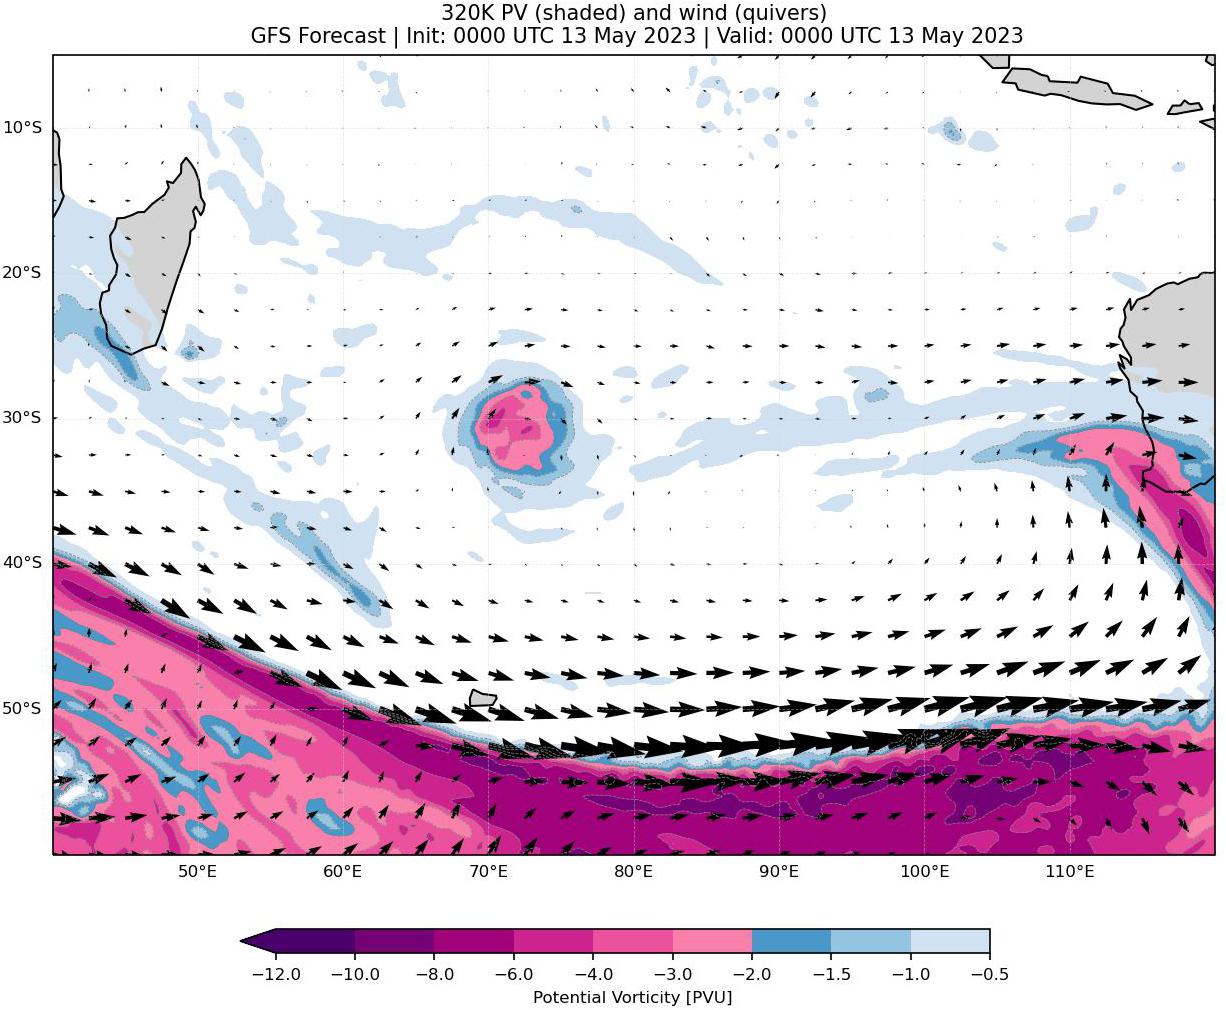 320K PV (shaded) and wind (quivers)
GFS Forecast | Init: 0000 UTC 13 May 2023 | Valid: 0000 UTC 13 May 2023
10°S
20°S
30°S
40°S
50°S
50°E 60°E 70°E 80°E 90°E 100°E 110°E
−12.0 −10.0 −8.0 −6.0 −4.0 −3.0 −2.0 −1.5 −1.0 −0.5
Potential Vorticity [PVU]